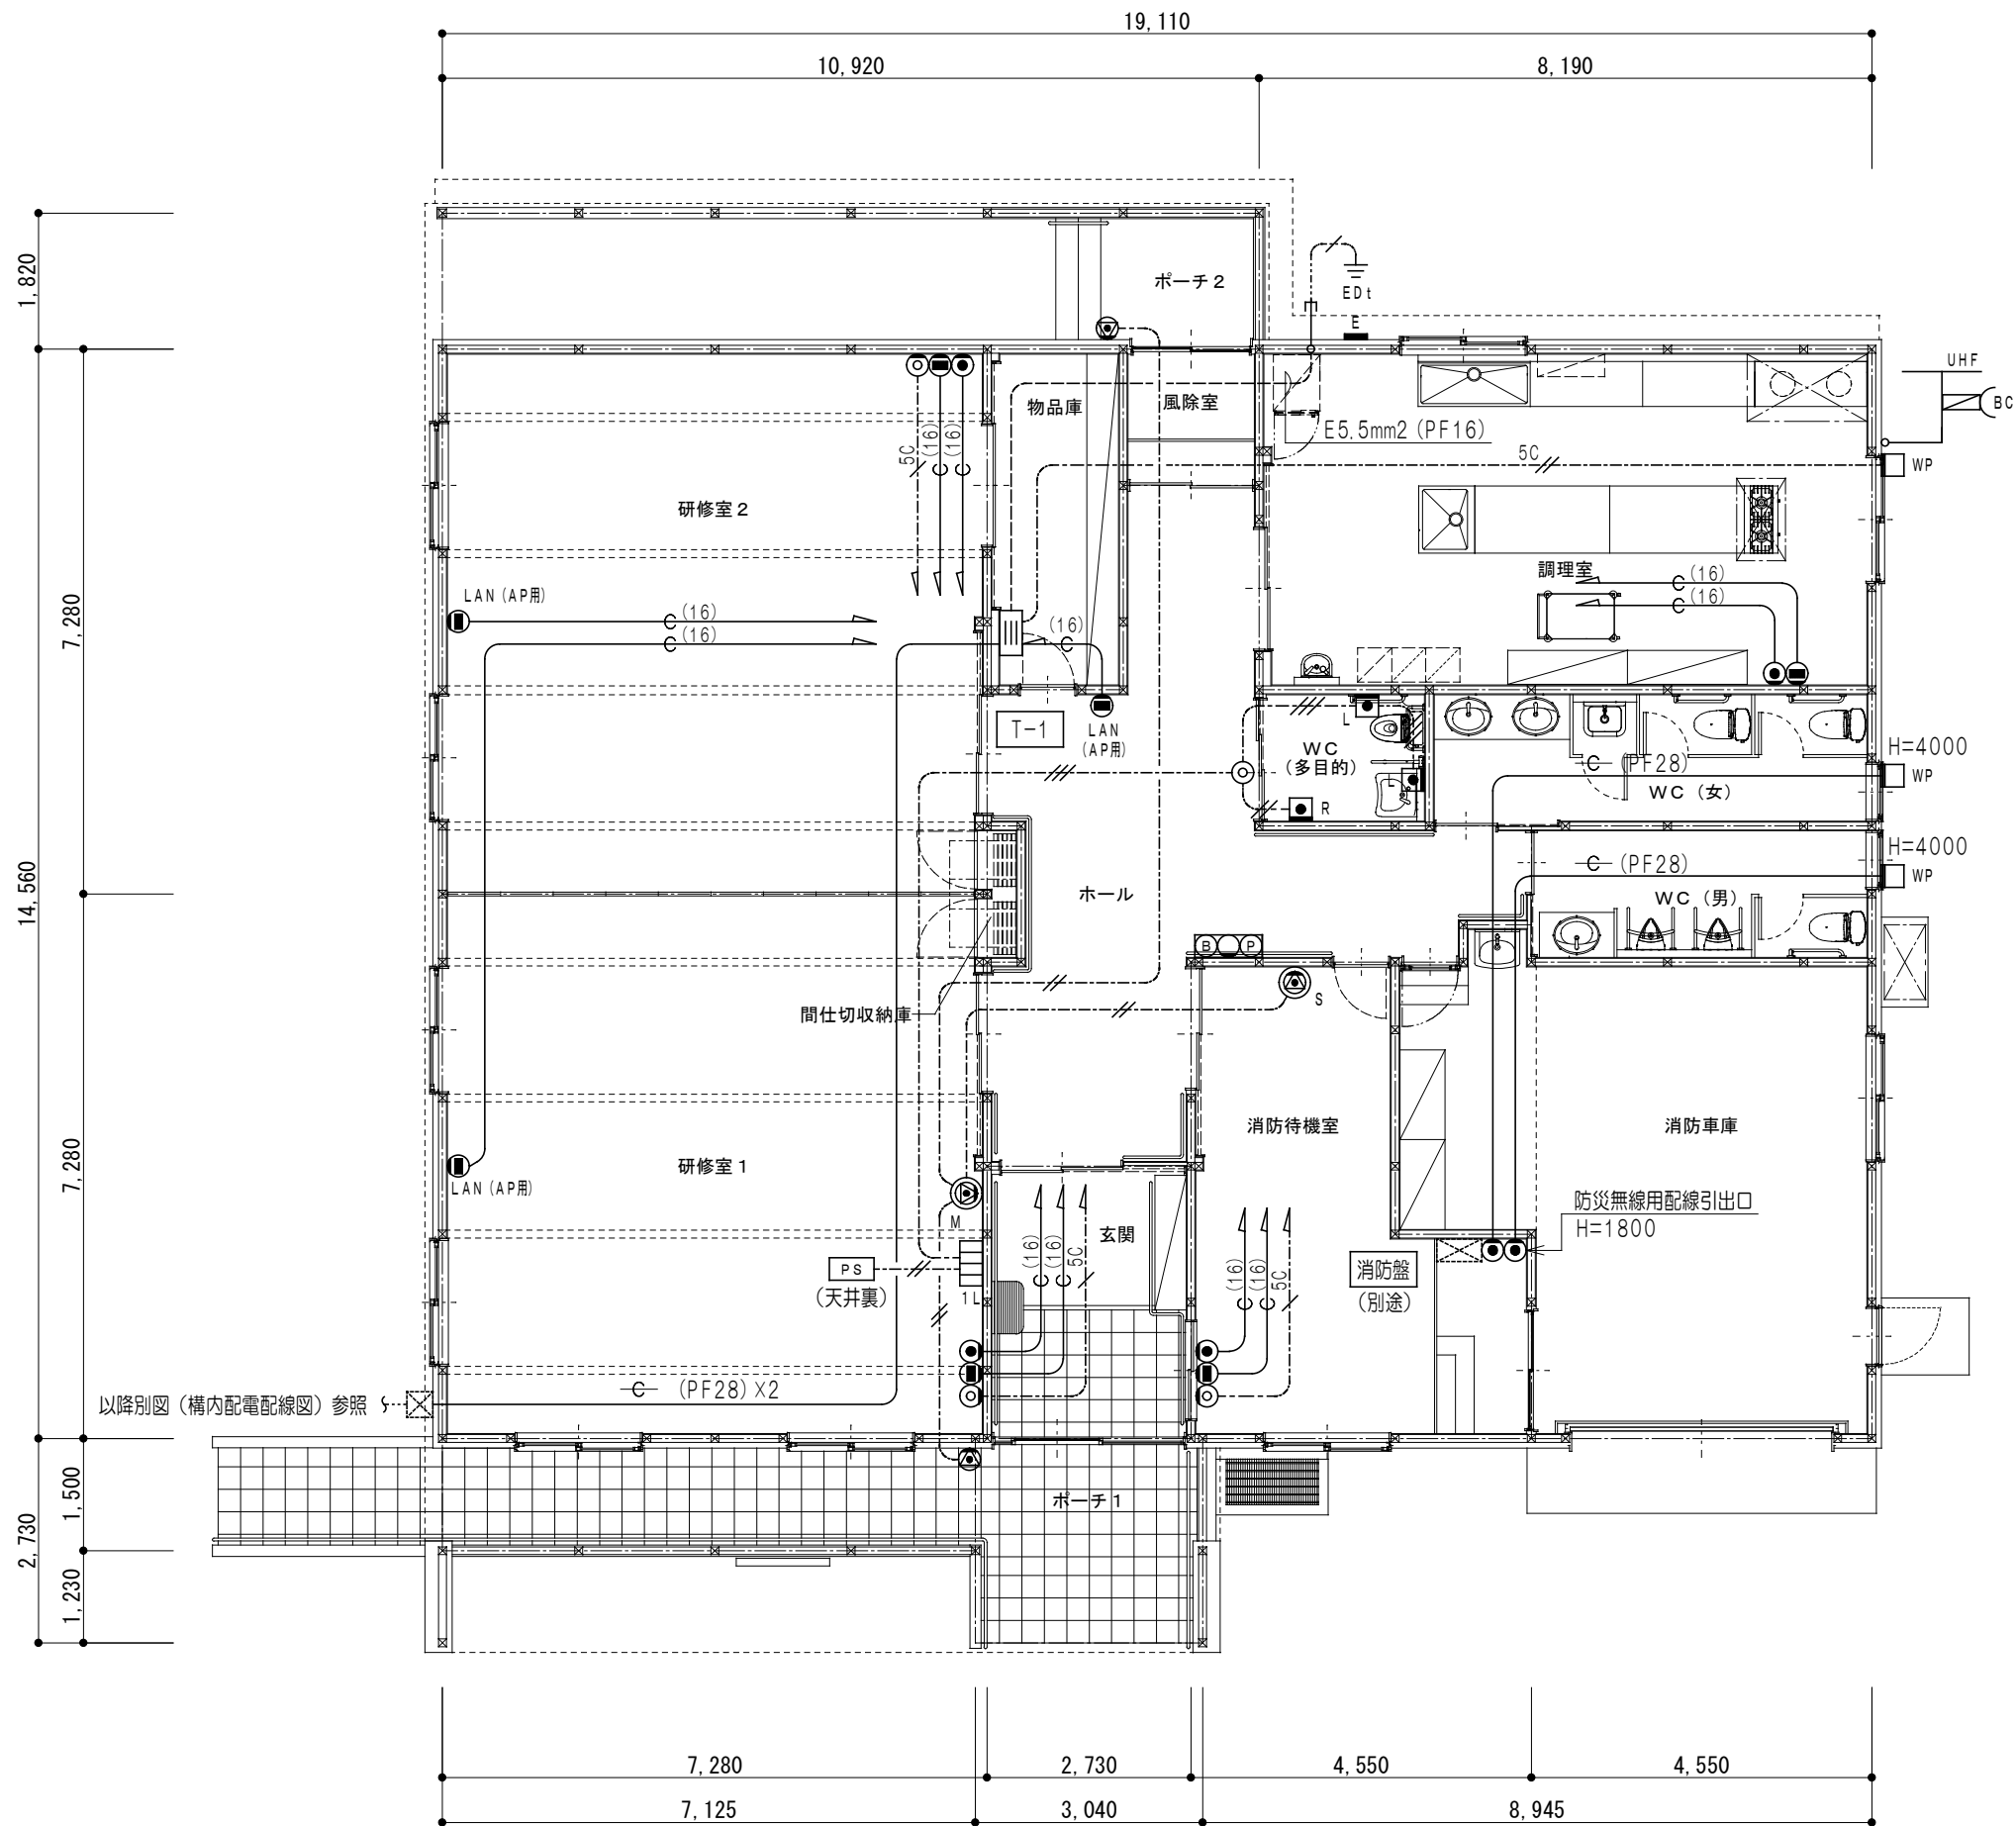 19,110
10,920
8,190
1,820
ポーチ２
EDt
E
UHF
BC
物品庫
風除室
E5.5mm2 (PF16)
5C
C (16)
C (16)
5C
WP
研修室２
調理室
C (16)
C (16)
LAN (AP用)
C (16)
C (16)
C (16)
7,280
T-1
LAN
(AP用)
L
WC
(多目的)
L
R
C (PF28)
WC (女)
H=4000
WP
14,560
ホール
C (PF28)
WC (男)
H=4000
WP
B
P
間仕切収納庫
S
7,280
研修室１
LAN (AP用)
M
消防待機室
消防車庫
玄関
防災無線用配線引出口
H=1800
PS
(天井裏)
1L
C (16)
C (16)
5C
C (16)
C (16)
5C
消防盤
(別途)
C (PF28)X2
以降別図 (構内配電配線図) 参照
ポーチ１
2,730
1,500
1,230
7,280
2,730
4,550
4,550
7,125
3,040
8,945